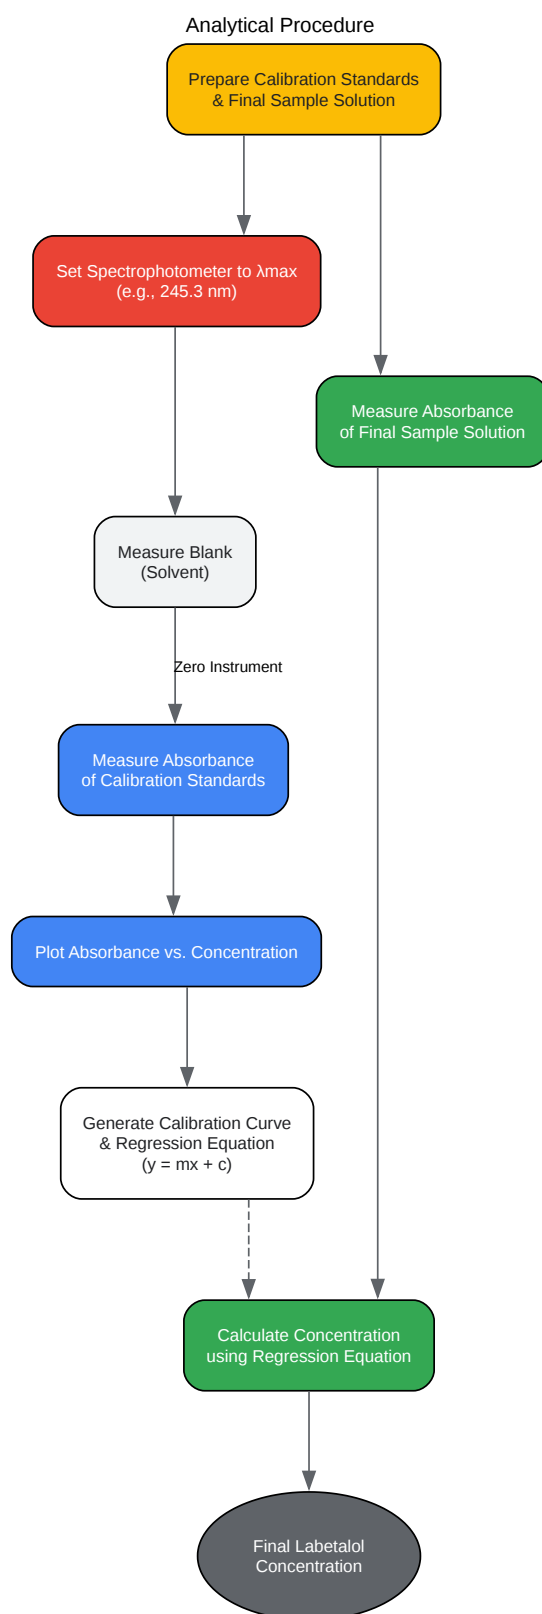 Analytical Procedure
Prepare Calibration Standards
& Final Sample Solution
Set Spectrophotometer to λmax
(e.g., 245.3 nm)
Measure Absorbance
of Final Sample Solution
Measure Blank
(Solvent)
Zero Instrument
Measure Absorbance
of Calibration Standards
Plot Absorbance vs. Concentration
Generate Calibration Curve
& Regression Equation
(y = mx + c)
Calculate Concentration
using Regression Equation
Final Labetalol
Concentration